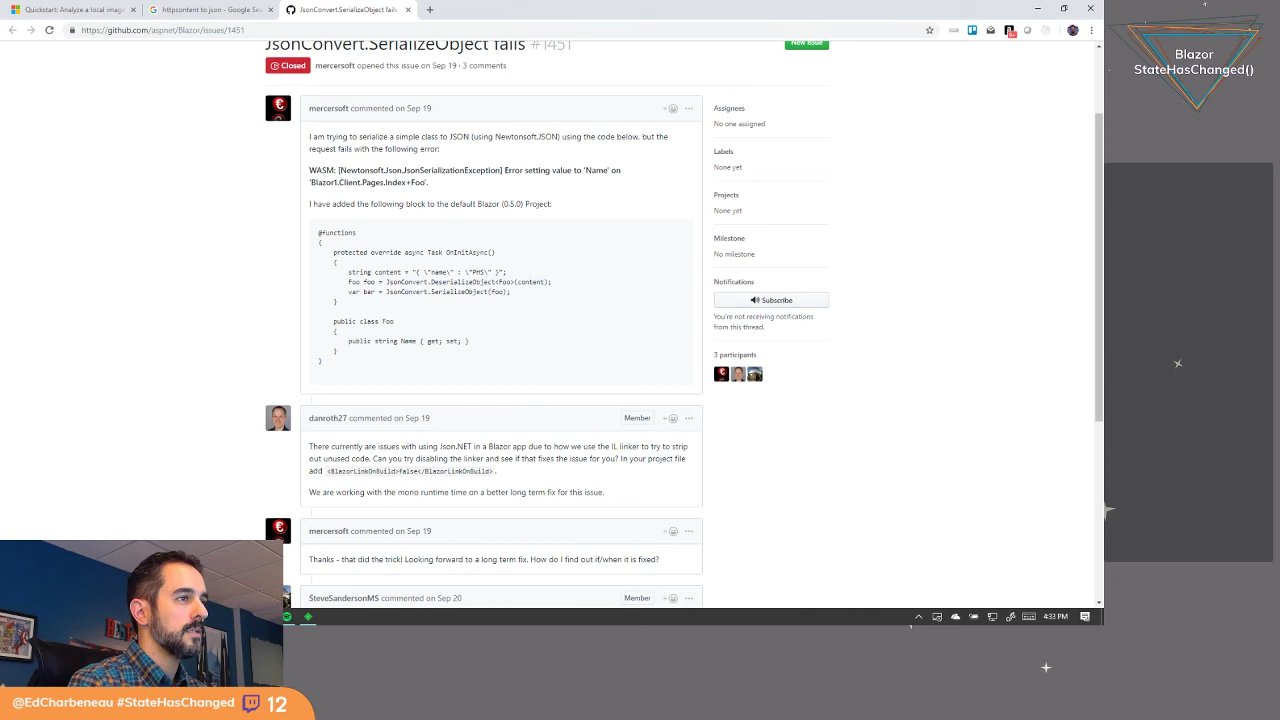 Quickstart: Analyze a local imag
httpcontent to json - Google Sea
JsonConvert.SerializeObject fails
https://github.com/aspnet/Blazor/issues/1451
Blazor
StateHasChanged()
JsonConvert.SerializeObject fails #1451
New issue
Closed
mercersoft opened this issue on Sep 19 · 3 comments
mercersoft commented on Sep 19
I am trying to serialize a simple class to JSON (using Newtonsoft.JSON) using the code below, but the
request fails with the following error:
WASM: [Newtonsoft.Json.JsonSerializationException] Error setting value to 'Name' on
'Blazor1.Client.Pages.Index+Foo'.
I have added the following block to the default Blazor (0.5.0) Project:
@functions
{
protected override async Task OnInitAsync()
{
string content = "{ \"name\" : \"PMS\" }";
Foo foo = JsonConvert.DeserializeObject<Foo>(content);
var bar = JsonConvert.SerializeObject(foo);
}
public class Foo
{
public string Name { get; set; }
}
}
Assignees
No one assigned
Labels
None yet
Projects
None yet
Milestone
No milestone
Notifications
Subscribe
You're not receiving notifications
from this thread.
3 participants
danroth27 commented on Sep 19
Member
There currently are issues with using Json.NET in a Blazor app due to how we use the IL linker to try to strip
out unused code. Can you try disabling the linker and see if that fixes the issue for you? In your project file
add <BlazorLinkOnBuild>false</BlazorLinkOnBuild>.
We are working with the mono runtime time on a better long term fix for this issue.
mercersoft commented on Sep 19
Thanks - that did the trick! Looking forward to a long term fix. How do I find out if/when it is fixed?
SteveSandersonMS commented on Sep 20
Member
4:33 PM
@EdCharbeneau #StateHasChanged 12